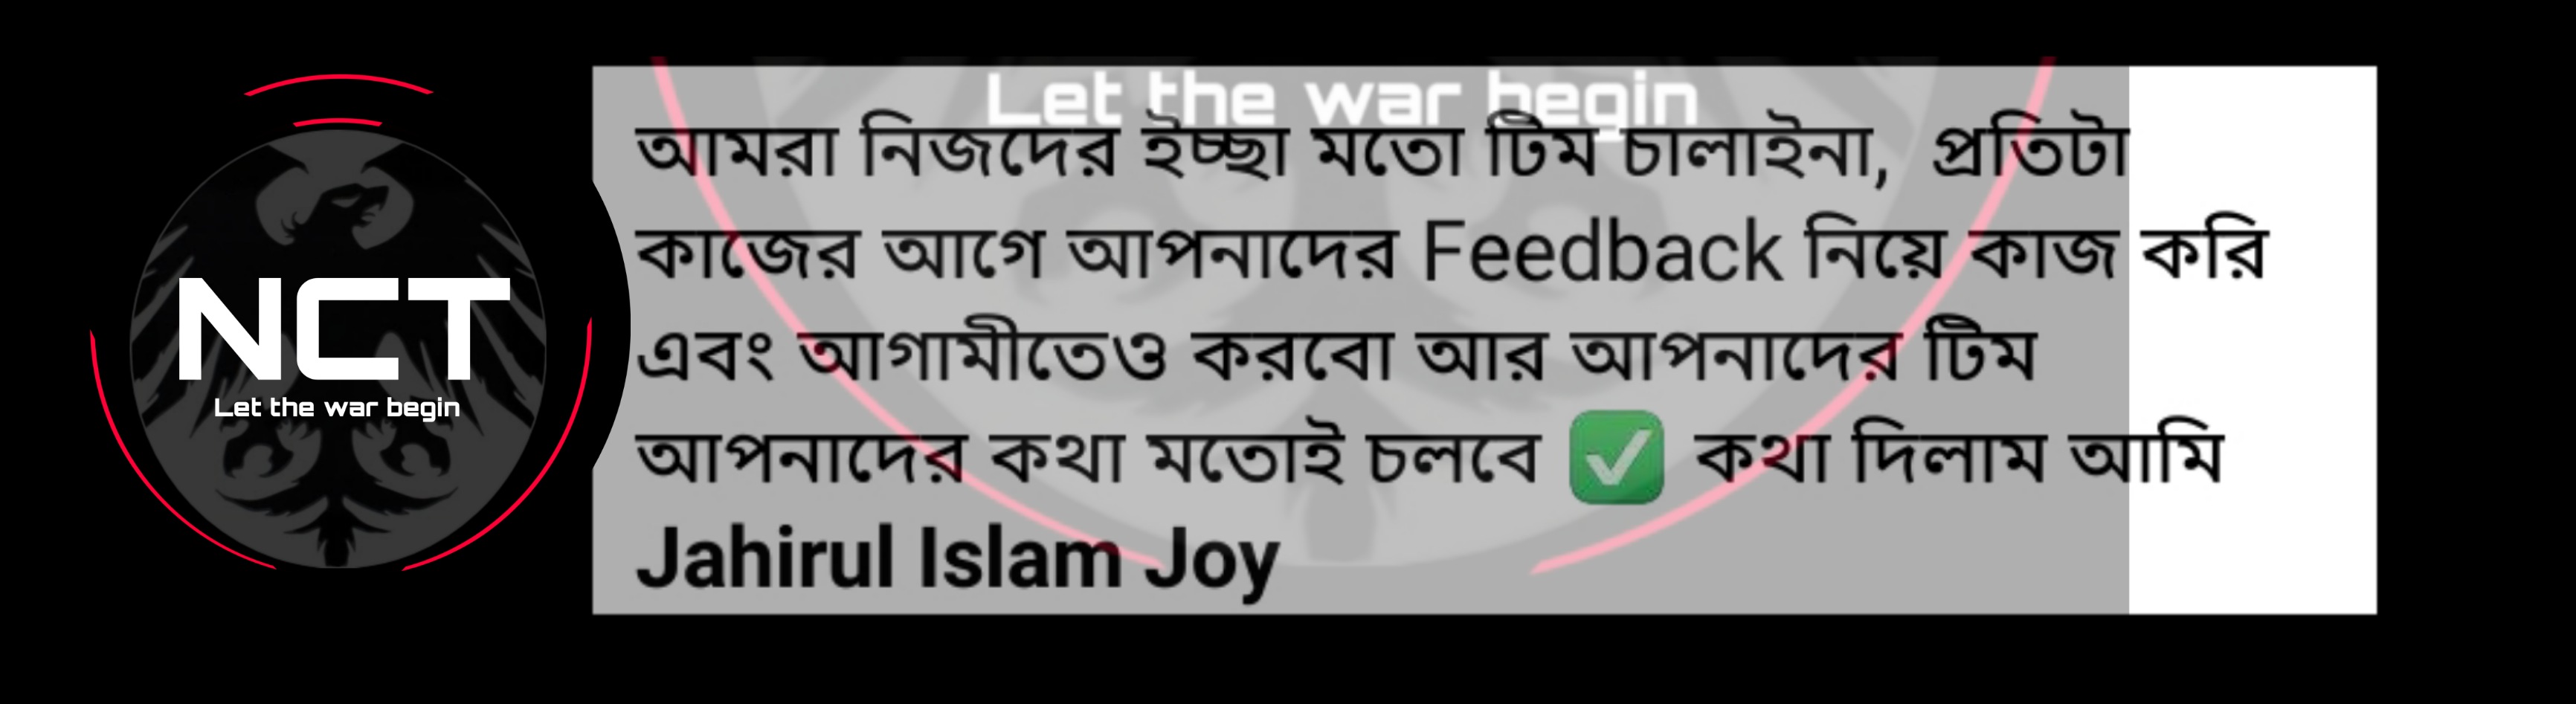 NCT
Let the war begin
Let the war begin
আমরা নিজদের ইচ্ছা মতো টিম চালাইনা, প্রতিটা
কাজের আগে আপনাদের Feedback নিয়ে কাজ করি
এবং আগামীতেও করবো আর আপনাদের টিম
আপনাদের কথা মতোই চলবে ✅ কথা দিলাম আমি
Jahirul Islam Joy